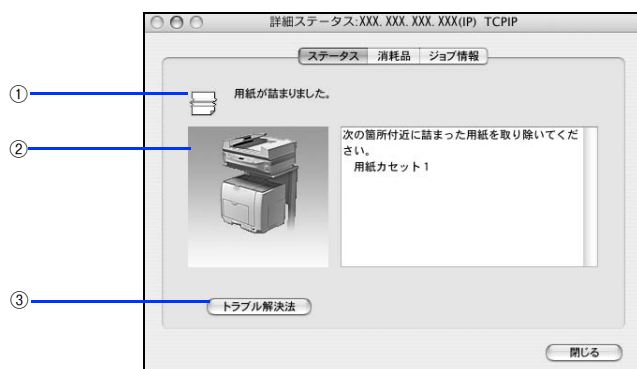 詳細ステータス:XXX. XXX. XXX. XXX(IP) TCPIP
ステータス 消耗品 ジョブ情報
① 用紙が詰まりました。
②
次の箇所付近に詰まった用紙を取り除いてくだ
さい。
用紙カセット1
③ トラブル解決法
閉じる